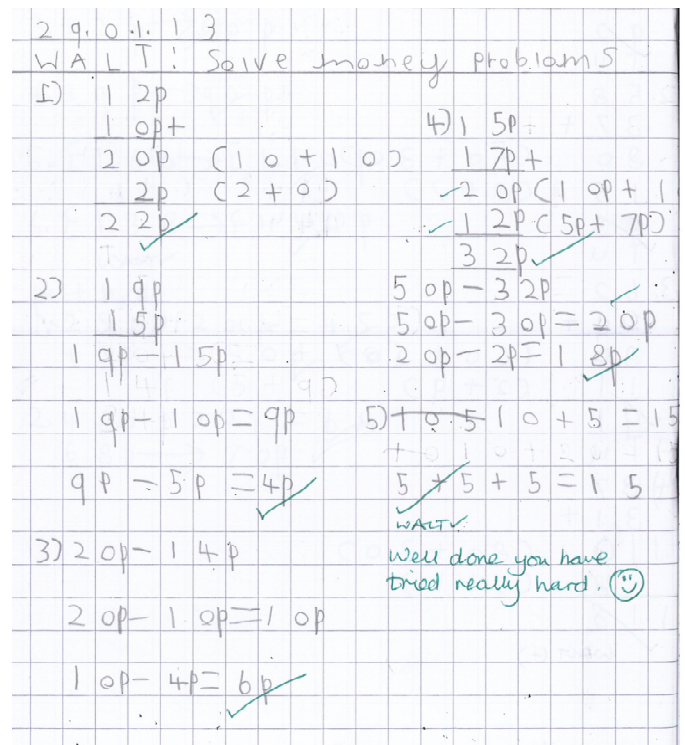 29.01.13
WALT: Solve money problams
1) 12p
10p+
20p (10+10)
2p (2+0)
22p
2) 19p
15p
19p-15p
19p-10p=9p
9p-5p=4p
3) 20p-14p
20p-10p=10p
10p-4p=6p
4) 15p
17p+
20p (10p+1
12p (5p+7p)
32p
50p-32p
50p-30p=20p
20p-2p=18p
5) 10+5=15
5+5+5=15
WALT✓
Well done you have
tried really hard.